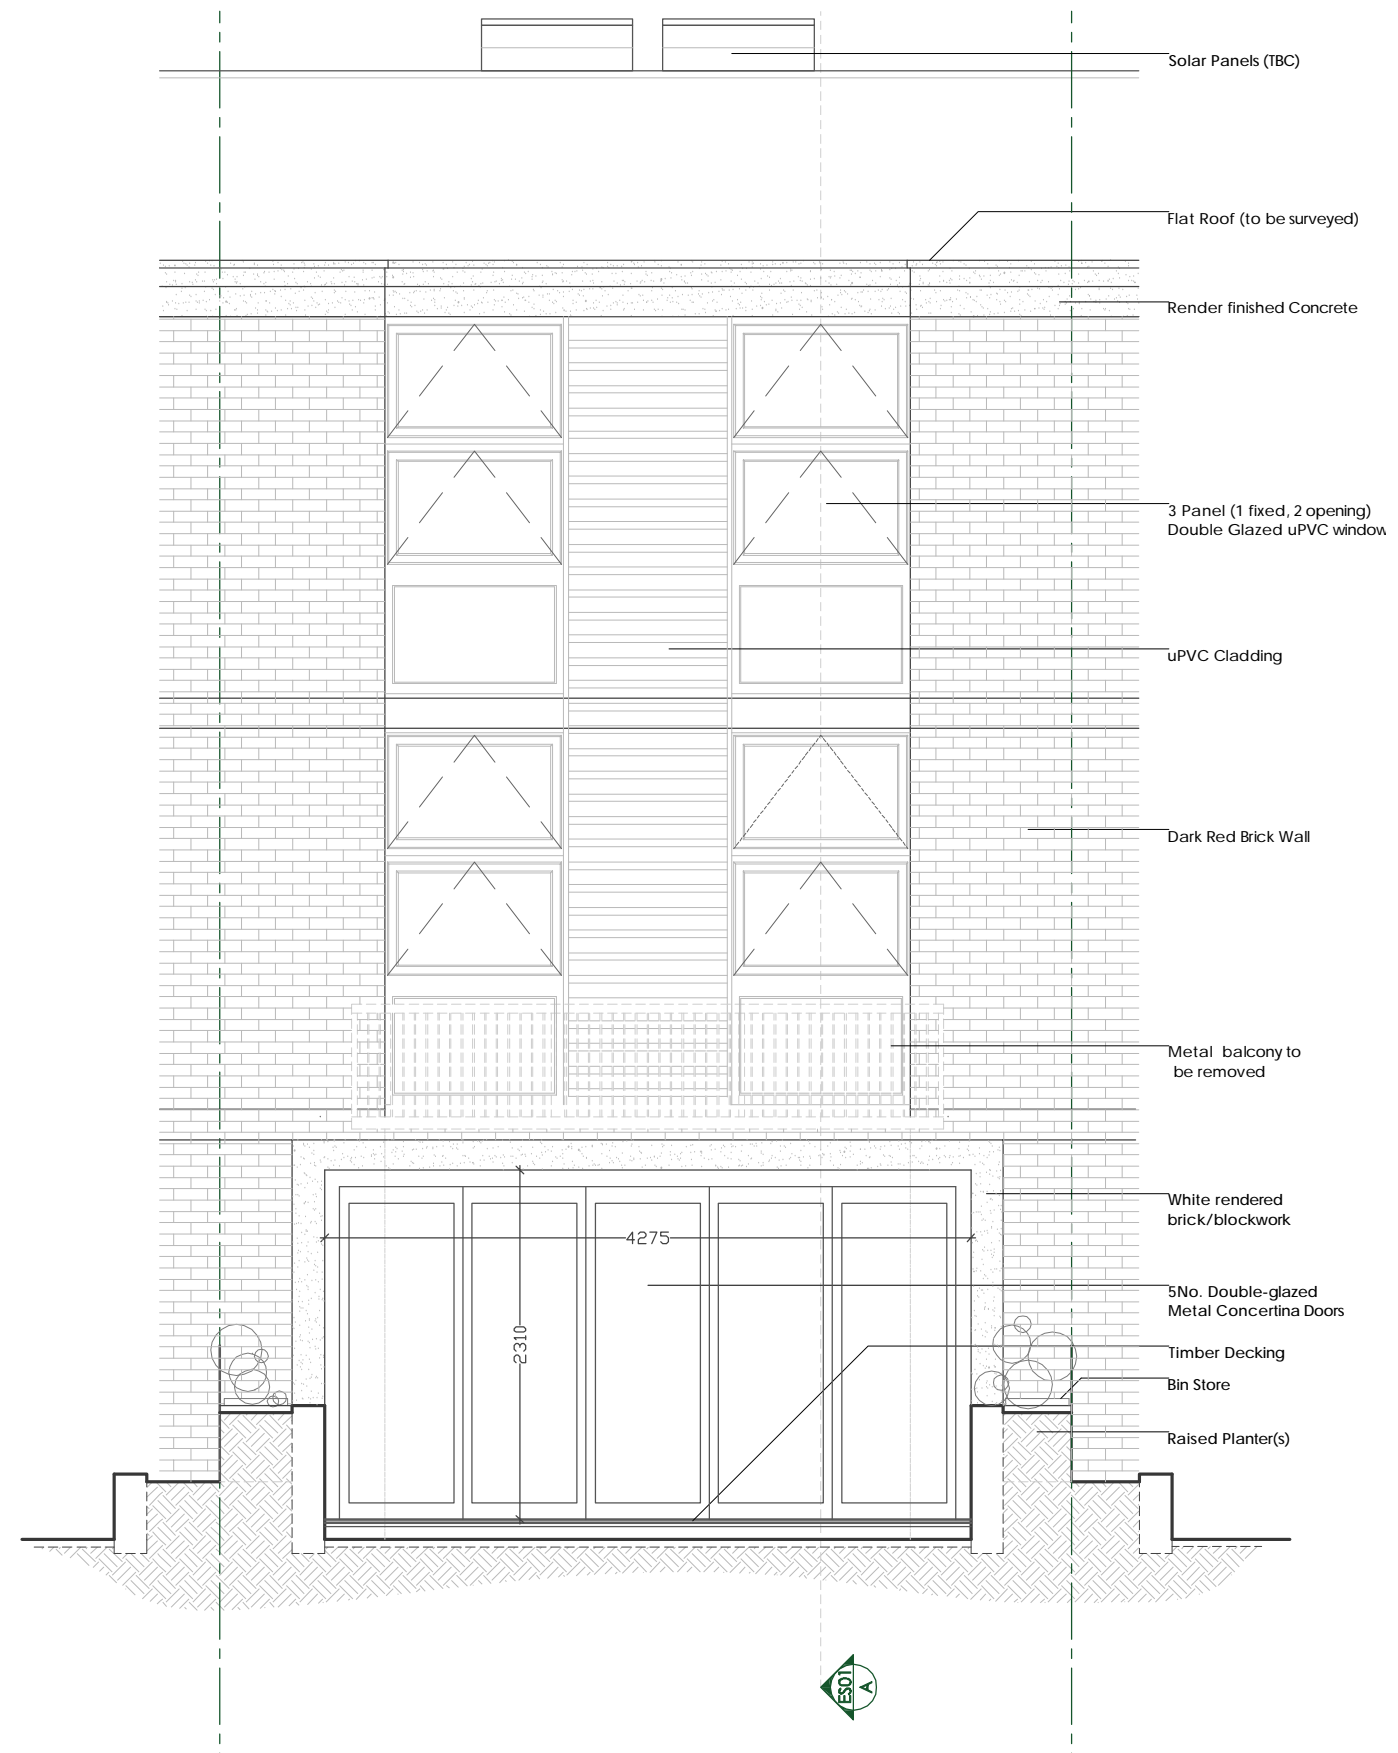 Solar Panels (TBC)
Flat Roof (to be surveyed)
Render finished Concrete
3 Panel (1 fixed, 2 opening)
Double Glazed uPVC window
uPVC Cladding
Dark Red Brick Wall
Metal balcony to
be removed
White rendered
brick/blockwork
4275
5No. Double-glazed
Metal Concertina Doors
2310
Timber Decking
Bin Store
Raised Planter(s)
ES01
A